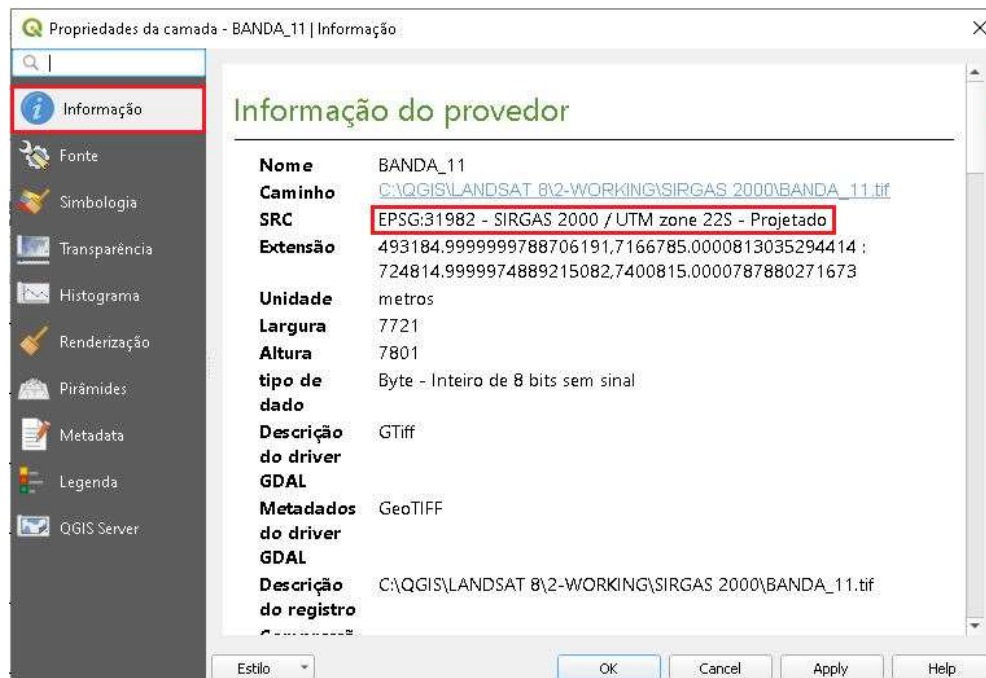 Propriedades da camada - BANDA_11 | Informação
Informação
Fonte
Simbologia
Transparência
Histograma
Renderização
Pirâmides
Metadata
Legenda
QGIS Server
Informação do provedor
Nome BANDA_11
Caminho C:\QGIS\LANDSAT 8\2-WORKING\SIRGAS 2000\BANDA_11.tif
SRC EPSG:31982 - SIRGAS 2000 / UTM zone 22S - Projetado
Extensão 493184.9999999788706191,7166785.0000813035294414 :
724814.9999974889215082,7400815.0000787880271673
Unidade metros
Largura 7721
Altura 7801
tipo de Byte - Inteiro de 8 bits sem sinal
dado
Descrição GTiff
do driver
GDAL
Metadados GeoTIFF
do driver
GDAL
Descrição C:\QGIS\LANDSAT 8\2-WORKING\SIRGAS 2000\BANDA_11.tif
do registro
Estilo OK Cancel Apply Help